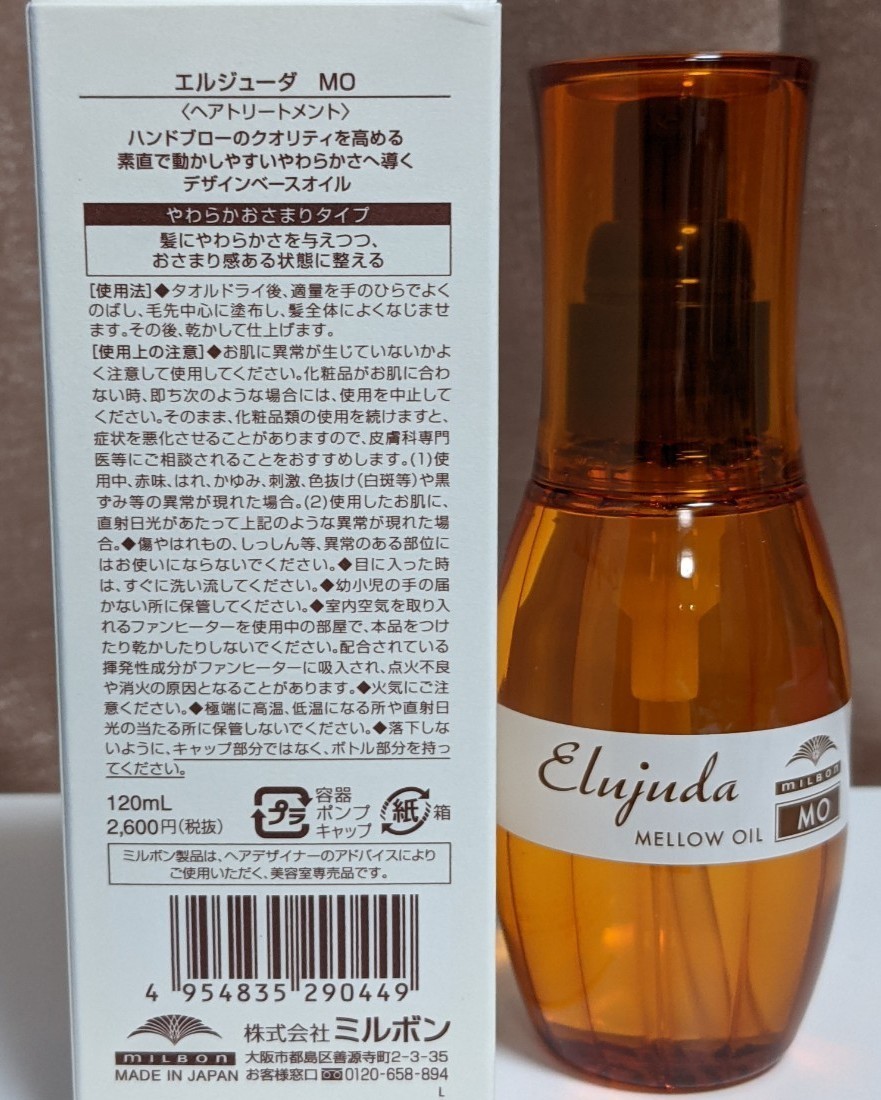 エルジューダ MO
〈ヘアトリートメント〉
ハンドブローのクオリティを高める
素直で動かしやすいやわらかさへ導く
デザインベースオイル
やわらかおさまりタイプ
髪にやわらかさを与えつつ、
おさまり感ある状態に整える
[使用法]◆タオルドライ後、適量を手のひらでよく
のばし、毛先中心に塗布し、髪全体によくなじませ
ます。その後、乾かして仕上げます。
[使用上の注意]◆お肌に異常が生じていないかよ
く注意して使用してください。化粧品がお肌に合わ
ない時、即ち次のような場合には、使用を中止して
ください。そのまま、化粧品類の使用を続けますと、
症状を悪化させることがありますので、皮膚科専門
医等にご相談されることをおすすめします。(1)使
用中、赤味、はれ、かゆみ、刺激、色抜け(白斑等)や黒
ずみ等の異常が現れた場合。(2)使用したお肌に、
直射日光があたって上記のような異常が現れた場
合。◆傷やはれもの、しっしん等、異常のある部位に
はお使いにならないでください。◆目に入った時
は、すぐに洗い流してください。◆幼小児の手の届
かない所に保管してください。◆室内空気を取り入
れるファンヒーターを使用中の部屋で、本品をつけ
たり乾かしたりしないでください。配合されている
揮発性成分がファンヒーターに吸入され、点火不良
や消火の原因となることがあります。◆火気にご注
意ください。◆極端に高温、低温になる所や直射日
光の当たる所に保管しないでください。◆落下しな
いように、キャップ部分ではなく、ボトル部分を持っ
てください。
120mL
2,600円(税抜)
プラ
容器
ポンプ
キャップ
紙
箱
ミルボン製品は、ヘアデザイナーのアドバイスにより
ご使用いただく、美容室専売品です。
4 954835 290449
milbon
株式会社ミルボン
大阪市都島区善源寺町2-3-35
MADE IN JAPAN お客様窓口 0120-658-894
L
Elujuda
MELLOW OIL
milbon
MO